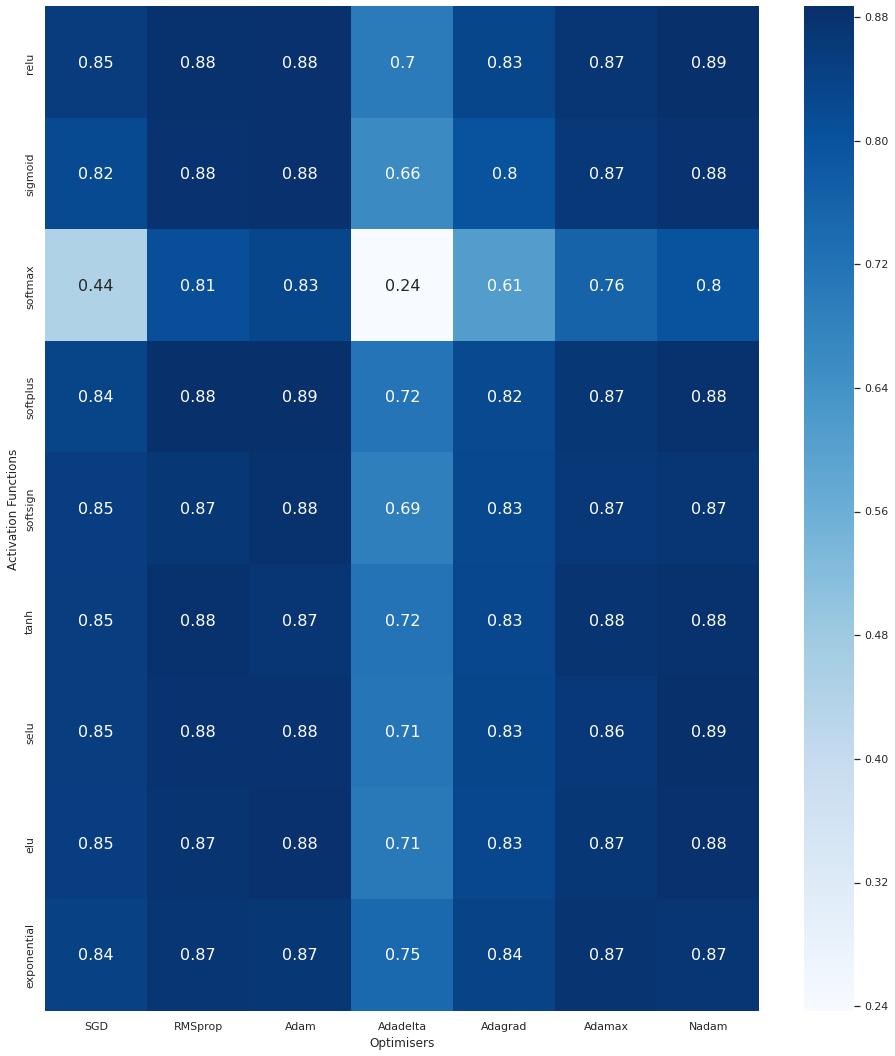 Activation Functions
relu 0.85 0.88 0.88 0.7 0.83 0.87 0.89
sigmoid 0.82 0.88 0.88 0.66 0.8 0.87 0.88
softmax 0.44 0.81 0.83 0.24 0.61 0.76 0.8
softplus 0.84 0.88 0.89 0.72 0.82 0.87 0.88
softsign 0.85 0.87 0.88 0.69 0.83 0.87 0.87
tanh 0.85 0.88 0.87 0.72 0.83 0.88 0.88
selu 0.85 0.88 0.88 0.71 0.83 0.86 0.89
elu 0.85 0.87 0.88 0.71 0.83 0.87 0.88
exponential 0.84 0.87 0.87 0.75 0.84 0.87 0.87
SGD RMSprop Adam Adadelta Adagrad Adamax Nadam
Optimisers
0.88
0.80
0.72
0.64
0.56
0.48
0.40
0.32
0.24